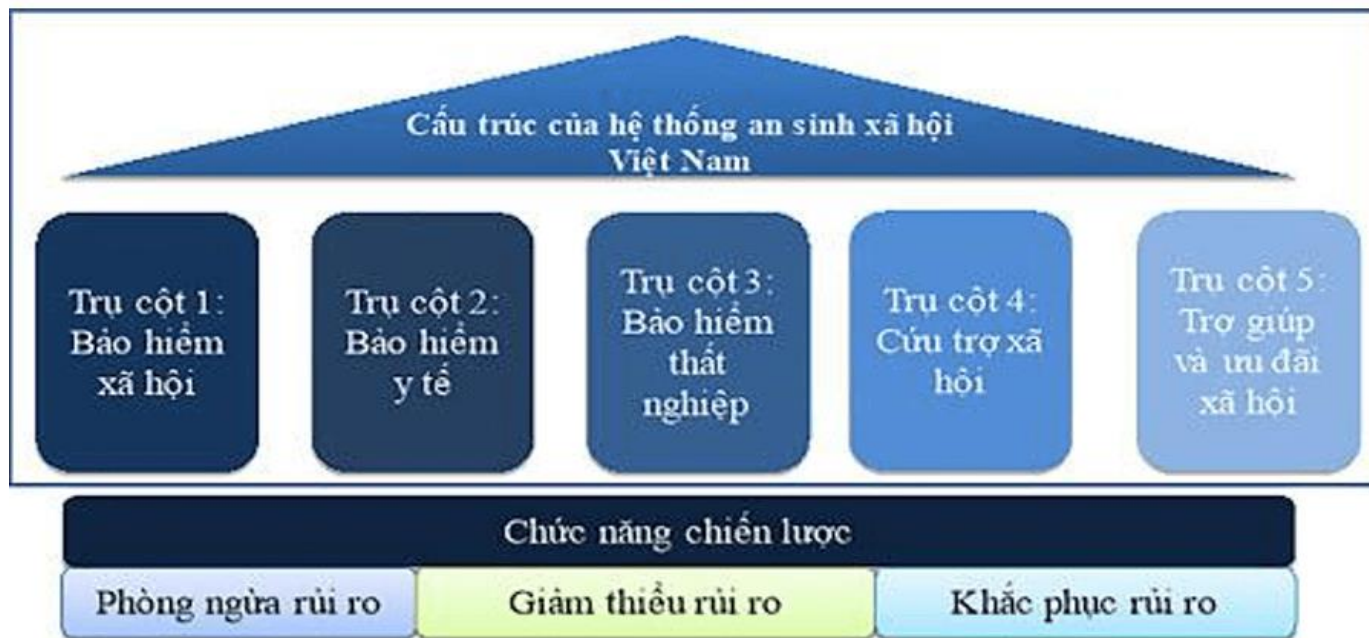 Cấu trúc của hệ thống an sinh xã hội
Việt Nam
Trụ cột 1:
Bảo hiểm
xã hội
Trụ cột 2:
Bảo hiểm
y tế
Trụ cột 3:
Bảo hiểm
thất
nghiệp
Trụ cột 4:
Cứu trợ xã
hội
Trụ cột 5:
Trợ giúp
và ưu đãi
xã hội
Chức năng chiến lược
Phòng ngừa rủi ro
Giảm thiểu rủi ro
Khắc phục rủi ro